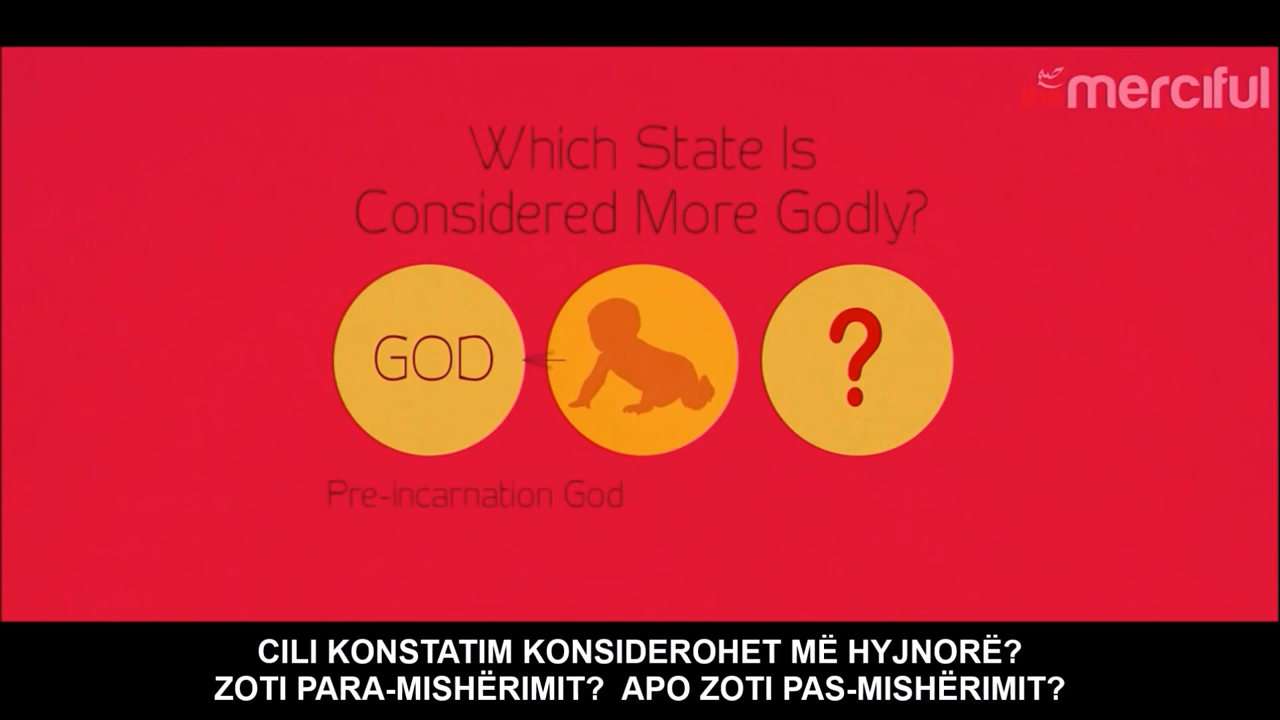 merciful
Which State Is
Considered More Godly?
GOD
?
Pre-incarnation God
CILI KONSTATIM KONSIDEROHET MË HYJNORË?
ZOTI PARA-MISHËRIMIT?  APO ZOTI PAS-MISHËRIMIT?